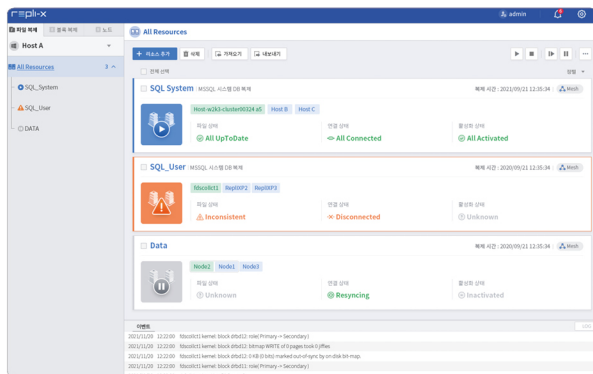 repli-x
admin
파일 복제 블록 복제 노드
All Resources
Host A
+ 리소스 추가 삭제 가져오기 내보내기
All Resources 3
전체 선택 정렬
SQL_System
SQL_User
DATA
SQL System MSSQL 시스템 DB 복제 복제 시간 : 2021/09/21 12:35:34 Mesh
Host-w2k3-cluster00324 a5 Host B Host C
파일 상태 연결 상태 활성화 상태
All UpToDate All Connected All Activated
SQL_User MSSQL 시스템 DB 복제 복제 시간 : 2020/09/21 12:35:34 Mesh
fdscollct1 RepliXP2 RepliXP3
파일 상태 연결 상태 활성화 상태
Inconsistent Disconnected Unknown
Data 복제 시간 : 2020/09/21 12:35:34 Mesh
Node2 Node1 Node3
파일 상태 연결 상태 활성화 상태
Unknown Resyncing Inactivated
이벤트 LOG
2021/11/20 12:22:00 fdscollct1 kernel: block drbd12: role( Primary -> Secondary )
2021/11/20 12:22:00 fdscollct1 kernel: block drbd12: bitmap WRITE of 0 pages took 0 jiffies
2021/11/20 12:22:00 fdscollct1 kernel: block drbd12: 0 KB (0 bits) marked out-of-sync by on disk bit-map.
2021/11/20 12:22:00 fdscollct1 kernel: block drbd12: role( Primary -> Secondary )